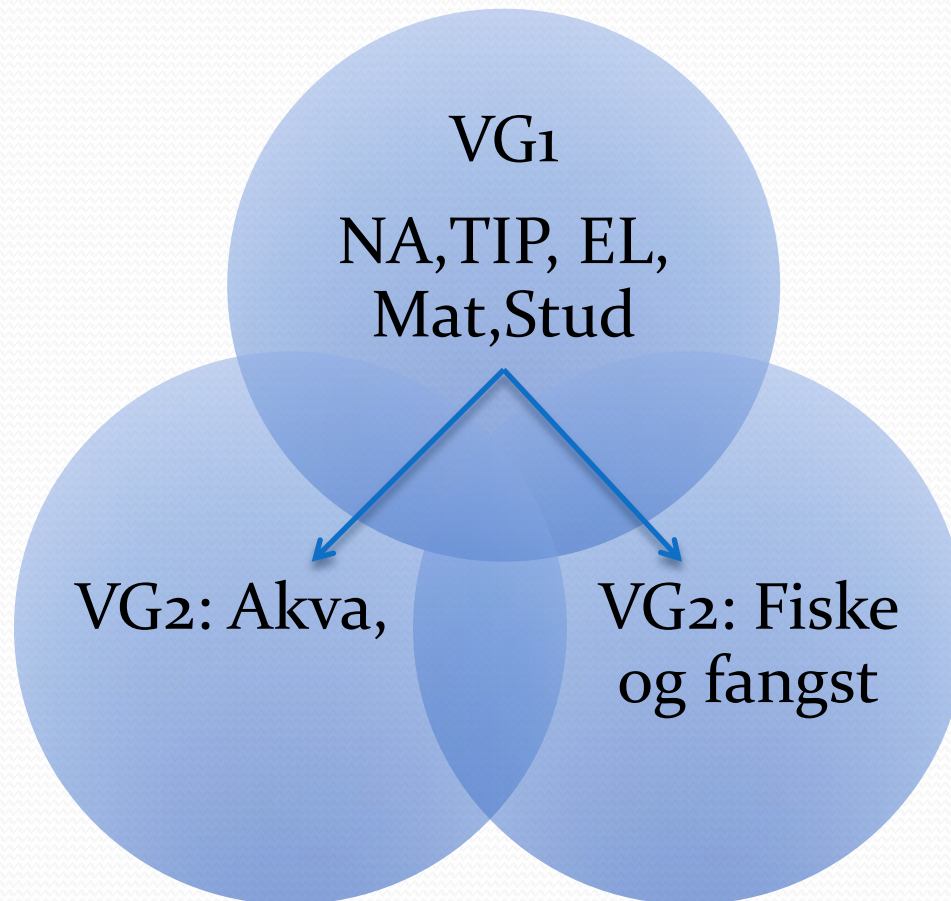 VG1
NA,TIP, EL,
Mat,Stud
VG2: Akva,
VG2: Fiske
og fangst